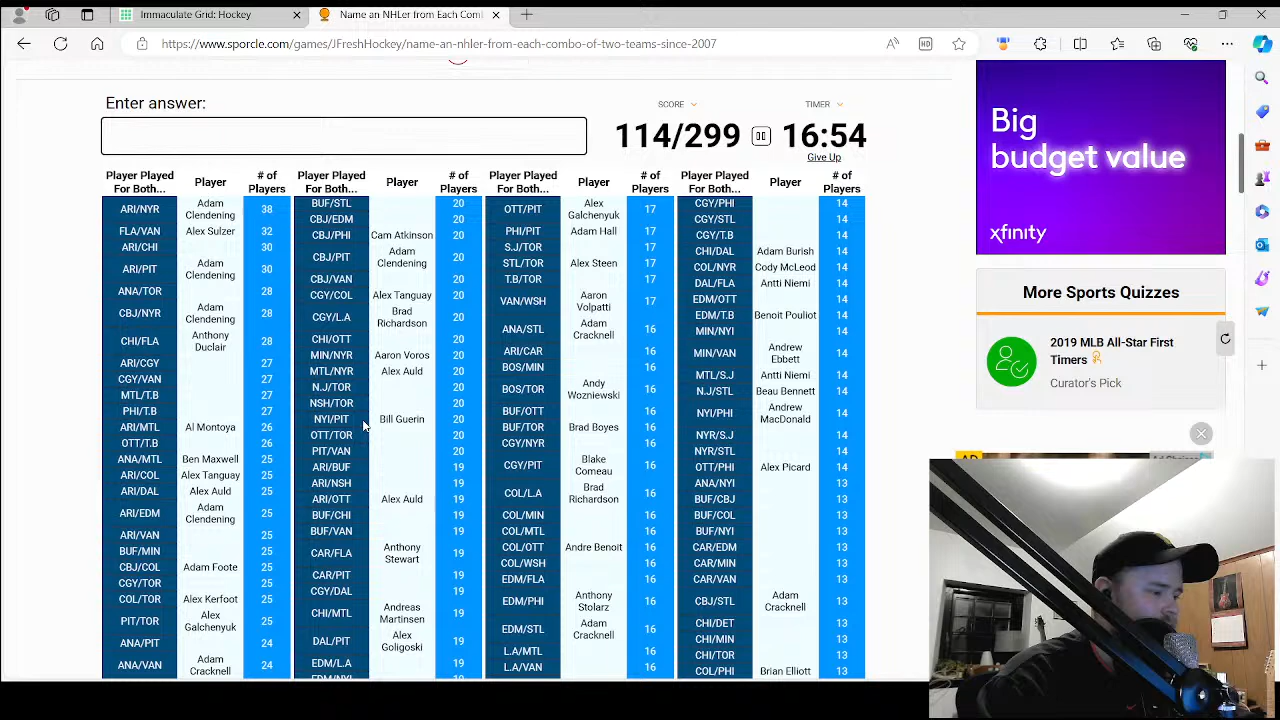 Immaculate Grid: Hockey
Name an NHLer from Each Comb
https://www.sporcle.com/games/JFreshHockey/name-an-nhler-from-each-combo-of-two-teams-since-2007
Enter answer:
SCORE
TIMER
114/299
16:54
Give Up
Player Played For Both... Player # of Players
ARI/NYR Adam Clendening 38
FLA/VAN Alex Sulzer 32
ARI/CHI 30
ARI/PIT Adam Clendening 30
ANA/TOR 28
CBJ/NYR Adam Clendening 28
CHI/FLA Anthony Duclair 28
ARI/CGY 27
CGY/VAN 27
MTL/T.B 27
PHI/T.B 27
ARI/MTL Al Montoya 26
OTT/T.B 26
ANA/MTL Ben Maxwell 25
ARI/COL Alex Tanguay 25
ARI/DAL Alex Auld 25
ARI/EDM Adam Clendening 25
ARI/VAN 25
BUF/MIN 25
CBJ/COL Adam Foote 25
CGY/TOR 25
COL/TOR Alex Kerfoot 25
PIT/TOR Alex Galchenyuk 25
ANA/PIT 24
ANA/VAN Adam Cracknell 24
Player Played For Both... Player # of Players
BUF/STL 20
CBJ/EDM 20
CBJ/PHI Cam Atkinson 20
CBJ/PIT Adam Clendening 20
CBJ/VAN 20
CGY/COL Alex Tanguay 20
CGY/L.A Brad Richardson 20
CHI/OTT 20
MIN/NYR Aaron Voros 20
MTL/NYR Alex Auld 20
N.J/TOR 20
NSH/TOR 20
NYI/PIT Bill Guerin 20
OTT/TOR 20
PIT/VAN 20
ARI/BUF 19
ARI/NSH 19
ARI/OTT Alex Auld 19
BUF/CHI 19
BUF/VAN 19
CAR/FLA Anthony Stewart 19
CAR/PIT 19
CGY/DAL 19
CHI/MTL Andreas Martinsen 19
DAL/PIT Alex Goligoski 19
EDM/L.A 19
EDM/NYI 19
Player Played For Both... Player # of Players
OTT/PIT Alex Galchenyuk 17
PHI/PIT Adam Hall 17
S.J/TOR 17
STL/TOR Alex Steen 17
T.B/TOR 17
VAN/WSH Aaron Volpatti 17
ANA/STL Adam Cracknell 16
ARI/CAR 16
BOS/MIN 16
BOS/TOR Andy Wozniewski 16
BUF/OTT 16
BUF/TOR Brad Boyes 16
CGY/NYR 16
CGY/PIT Blake Comeau 16
COL/L.A Brad Richardson 16
COL/MIN 16
COL/MTL 16
COL/OTT Andre Benoit 16
COL/WSH 16
EDM/FLA 16
EDM/PHI Anthony Stolarz 16
EDM/STL Adam Cracknell 16
L.A/MTL 16
L.A/VAN 16
Player Played For Both... Player # of Players
CGY/PHI 14
CGY/STL 14
CGY/T.B 14
CHI/DAL Adam Burish 14
COL/NYR Cody McLeod 14
DAL/FLA Antti Niemi 14
EDM/OTT 14
EDM/T.B Benoit Pouliot 14
MIN/NYI 14
MIN/VAN Andrew Ebbett 14
MTL/S.J Antti Niemi 14
N.J/STL Beau Bennett 14
NYI/PHI Andrew MacDonald 14
NYR/S.J 14
NYR/STL 14
OTT/PHI Alex Picard 14
ANA/NYI 13
BUF/CBJ 13
BUF/COL 13
BUF/NYI 13
CAR/EDM 13
CAR/MIN 13
CAR/VAN 13
CBJ/STL Adam Cracknell 13
CHI/DET 13
CHI/MIN 13
CHI/TOR 13
COL/PHI Brian Elliott 13
Big
budget value
xfinity
More Sports Quizzes
2019 MLB All-Star First
Timers
Curator's Pick
AD